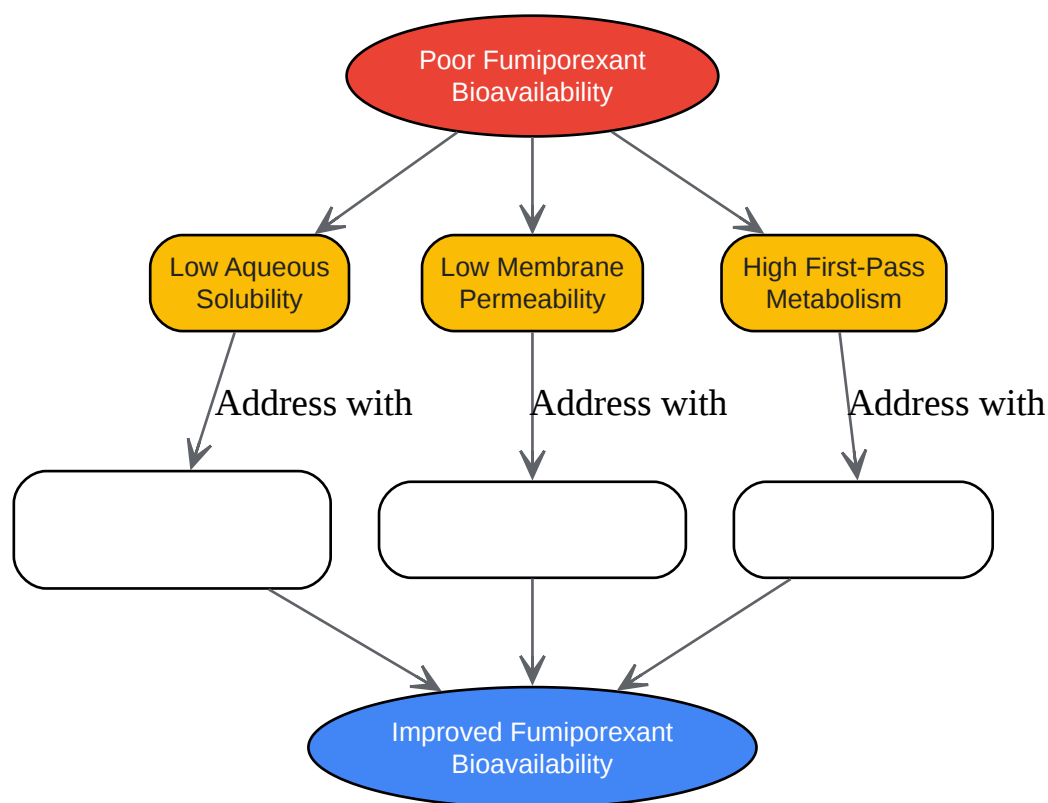 Poor Fumiporexant
Bioavailability
Low Aqueous
Solubility
Low Membrane
Permeability
High First-Pass
Metabolism
Address with
Address with
Address with
Improved Fumiporexant
Bioavailability